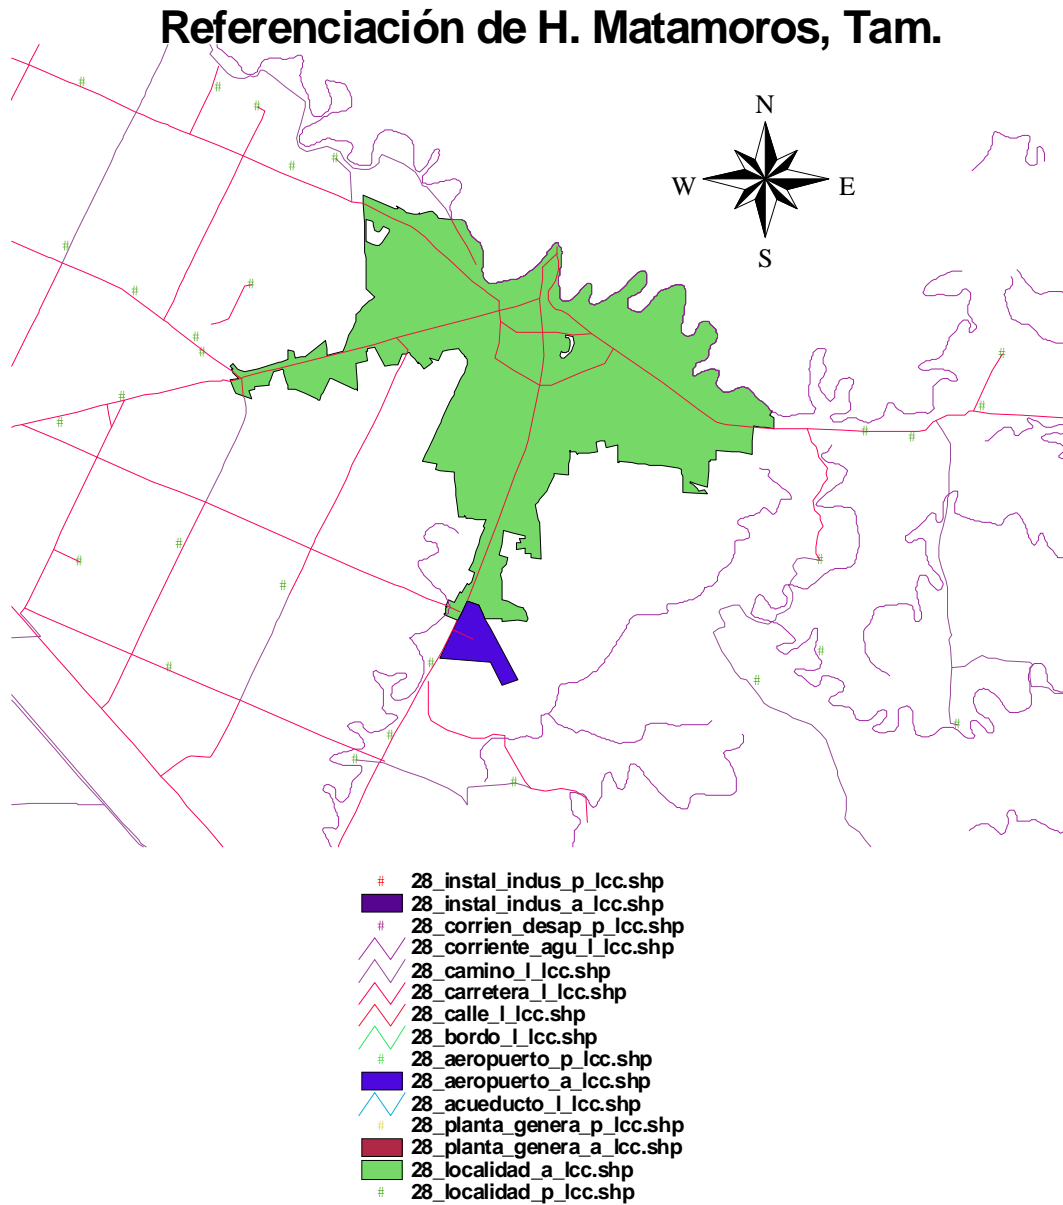 Referenciación de H. Matamoros, Tam.
N
W E
S
# 28_instal_indus_p_lcc.shp
28_instal_indus_a_lcc.shp
# 28_corrien_desap_p_lcc.shp
28_corriente_agu_l_lcc.shp
28_camino_l_lcc.shp
28_carretera_l_lcc.shp
28_calle_l_lcc.shp
28_bordo_l_lcc.shp
# 28_aeropuerto_p_lcc.shp
28_aeropuerto_a_lcc.shp
28_acueducto_l_lcc.shp
# 28_planta_genera_p_lcc.shp
28_planta_genera_a_lcc.shp
28_localidad_a_lcc.shp
# 28_localidad_p_lcc.shp